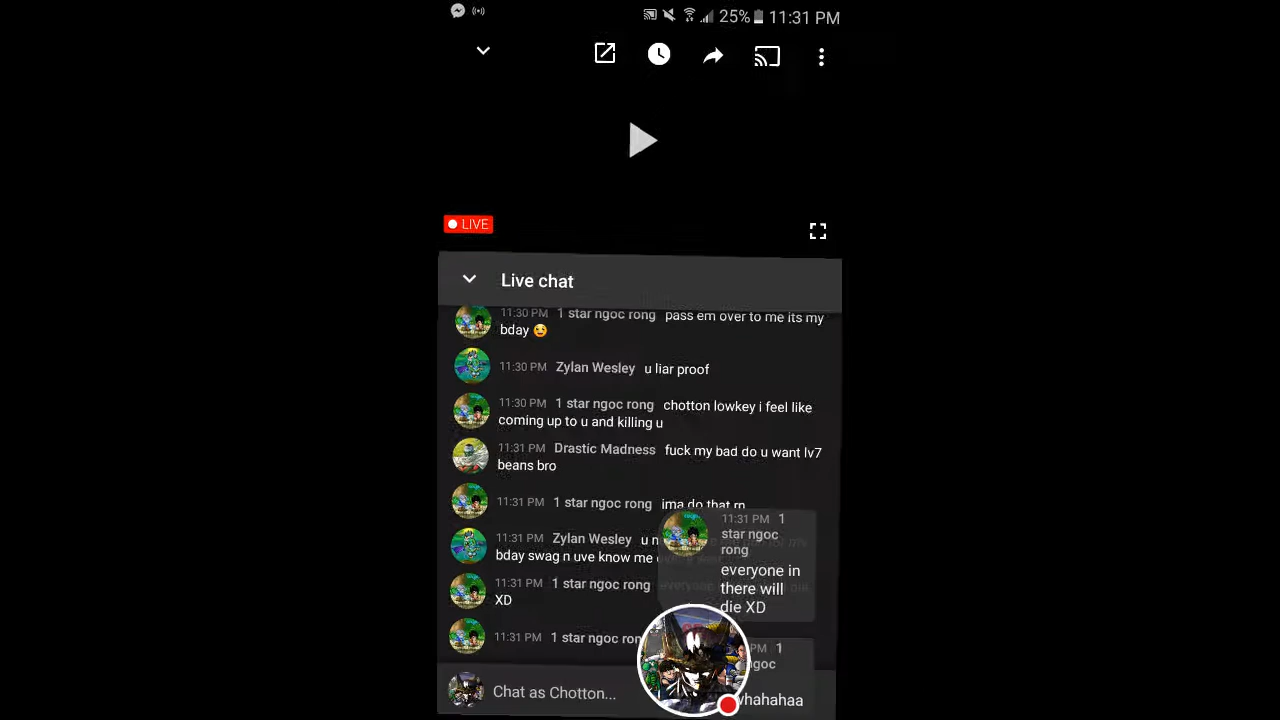 25% 11:31 PM
LIVE
Live chat
11:30 PM 1 star ngoc rong pass em over to me its my
bday 😉
11:30 PM Zylan Wesley u liar proof
11:30 PM 1 star ngoc rong chotton lowkey i feel like
coming up to u and killing u
11:31 PM Drastic Madness fuck my bad do u want lv7
beans bro
11:31 PM 1 star ngoc rong ima do that rn
11:31 PM Zylan Wesley u n
bday swag n uve know me
11:31 PM 1 star ngoc rong
XD
11:31 PM 1 star ngoc ron
11:31 PM 1
star ngoc
rong
everyone in
there will
die XD
PM 1
ngoc
hahahaa
Chat as Chotton...